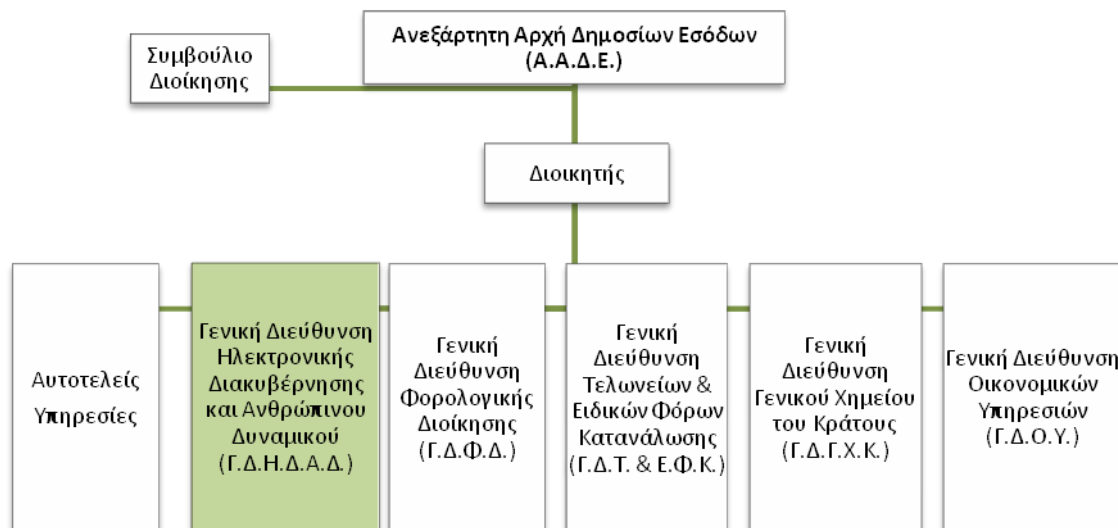 Ανεξάρτητη Αρχή Δημοσίων Εσόδων
(Α.Α.Δ.Ε.)
Συμβούλιο
Διοίκησης
Διοικητής
Αυτοτελείς
Υπηρεσίες
Γενική Διεύθυνση
Ηλεκτρονικής
Διακυβέρνησης
και Ανθρώπινου
Δυναμικού
(Γ.Δ.Η.Δ.Α.Δ.)
Γενική
Διεύθυνση
Φορολογικής
Διοίκησης
(Γ.Δ.Φ.Δ.)
Γενική
Διεύθυνση
Τελωνείων &
Ειδικών Φόρων
Κατανάλωσης
(Γ.Δ.Τ. & Ε.Φ.Κ.)
Γενική
Διεύθυνση
Γενικού Χημείου
του Κράτους
(Γ.Δ.Γ.Χ.Κ.)
Γενική Διεύθυνση
Οικονομικών
Υπηρεσιών
(Γ.Δ.Ο.Υ.)